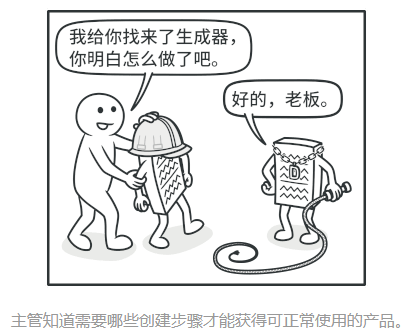 我给你找来了生成器，
你明白怎么做了吧。
好的，老板。
D
主管知道需要哪些创建步骤才能获得可正常使用的产品。